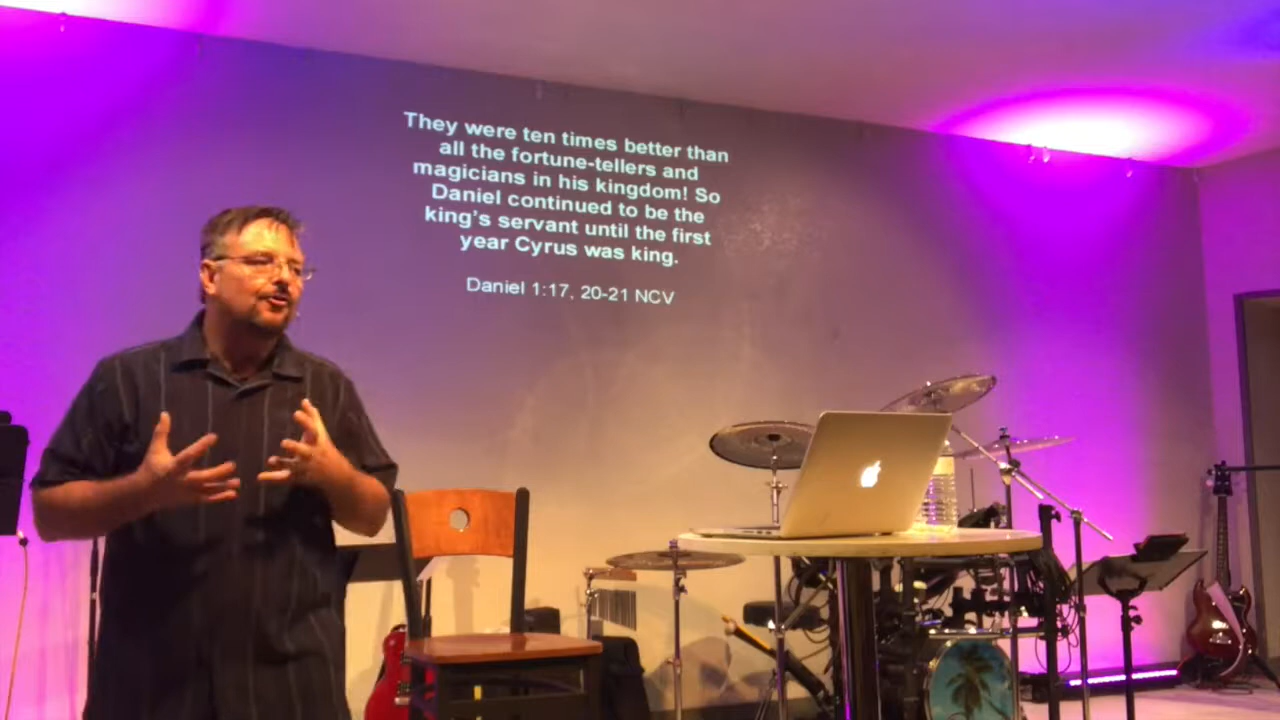 They were ten times better than
all the fortune-tellers and
magicians in his kingdom! So
Daniel continued to be the
king's servant until the first
year Cyrus was king.
Daniel 1:17, 20-21 NCV